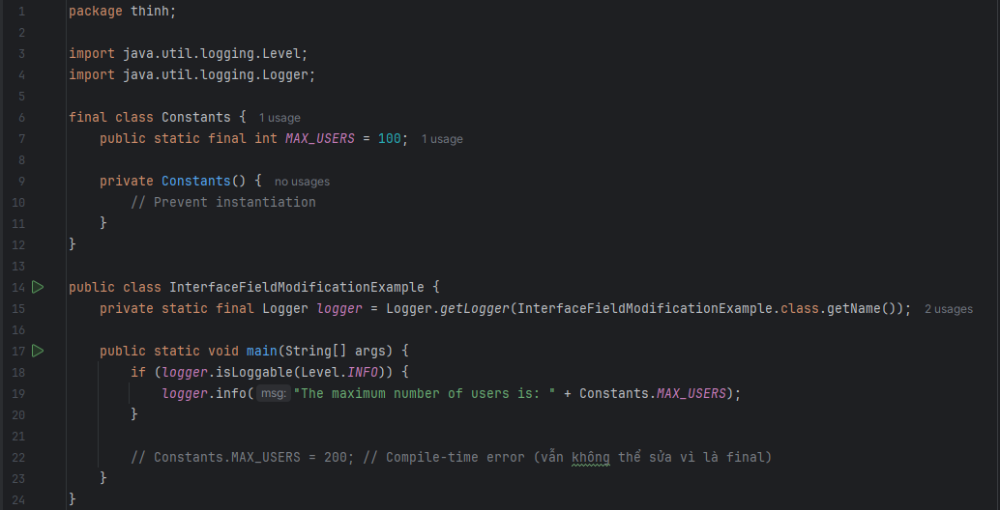 1 package thinh;
2
3 import java.util.logging.Level;
4 import java.util.logging.Logger;
5
6 final class Constants { 1 usage
7     public static final int MAX_USERS = 100; 1 usage
8
9     private Constants() { no usages
10         // Prevent instantiation
11     }
12 }
13
14 public class InterfaceFieldModificationExample {
15     private static final Logger logger = Logger.getLogger(InterfaceFieldModificationExample.class.getName()); 2 usages
16
17     public static void main(String[] args) {
18         if (logger.isLoggable(Level.INFO)) {
19             logger.info( msg: "The maximum number of users is: " + Constants.MAX_USERS);
20         }
21
22         // Constants.MAX_USERS = 200; // Compile-time error (vẫn không thể sửa vì là final)
23     }
24 }